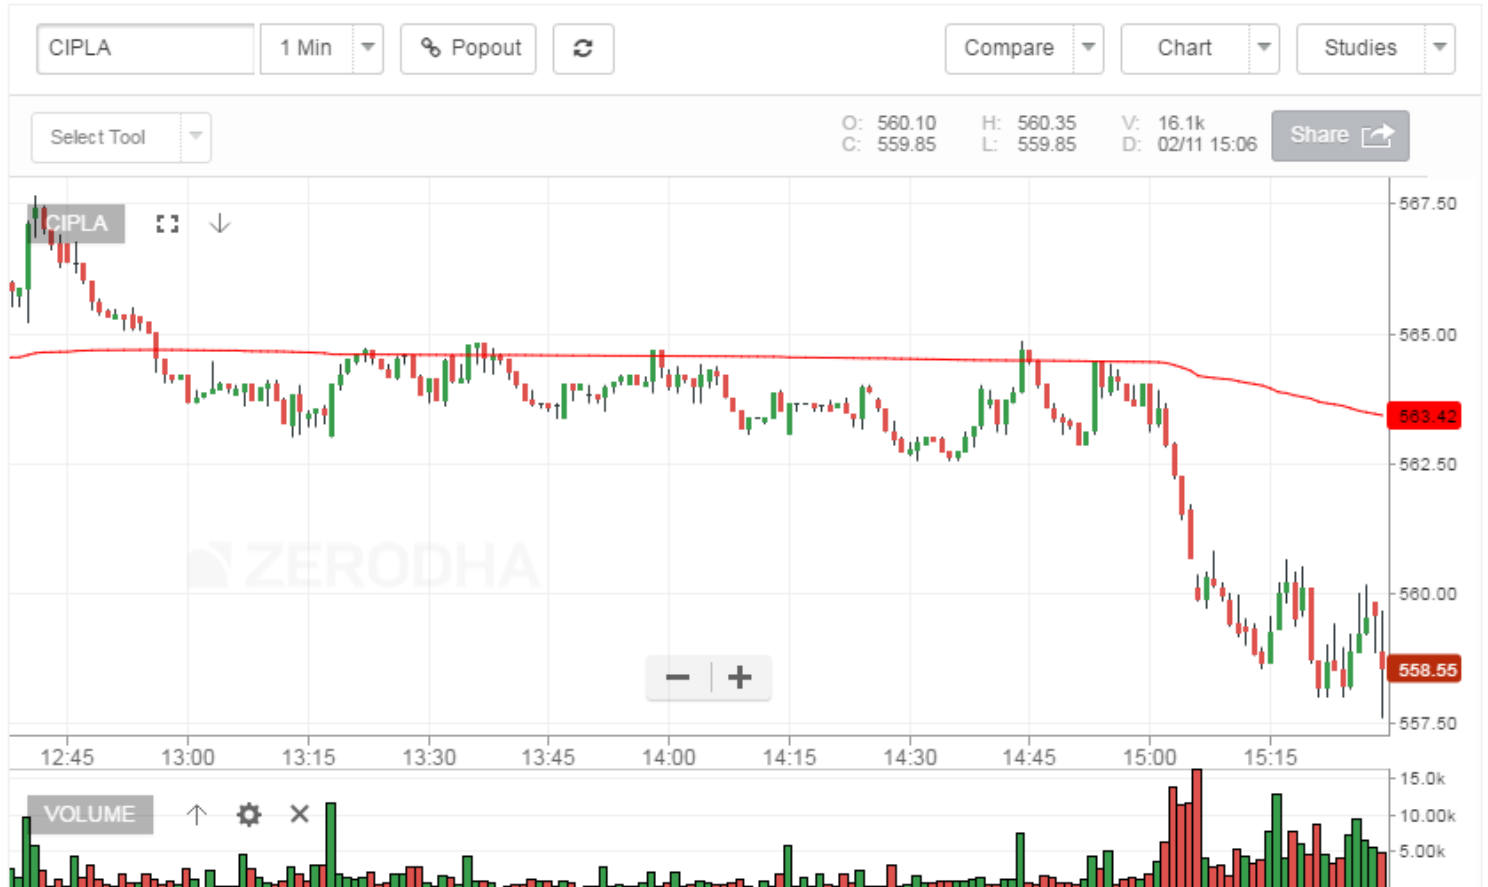 CIPLA 1 Min Popout Compare Chart Studies
Select Tool
O: 560.10 H: 560.35 V: 16.1k
C: 559.85 L: 559.85 D: 02/11 15:06
Share
CIPLA
567.50
565.00
563.42
562.50
560.00
558.55
557.50
ZERODHA
12:45 13:00 13:15 13:30 13:45 14:00 14:15 14:30 14:45 15:00 15:15
VOLUME
15.0k
10.00k
5.00k